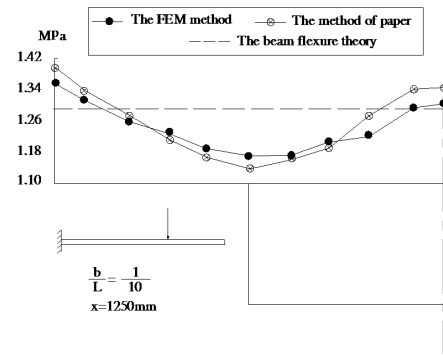 The FEM method
The method of paper
The beam flexure theory
MPa
1.42
1.34
1.26
1.18
1.10
b/L = 1/10
x=1250mm